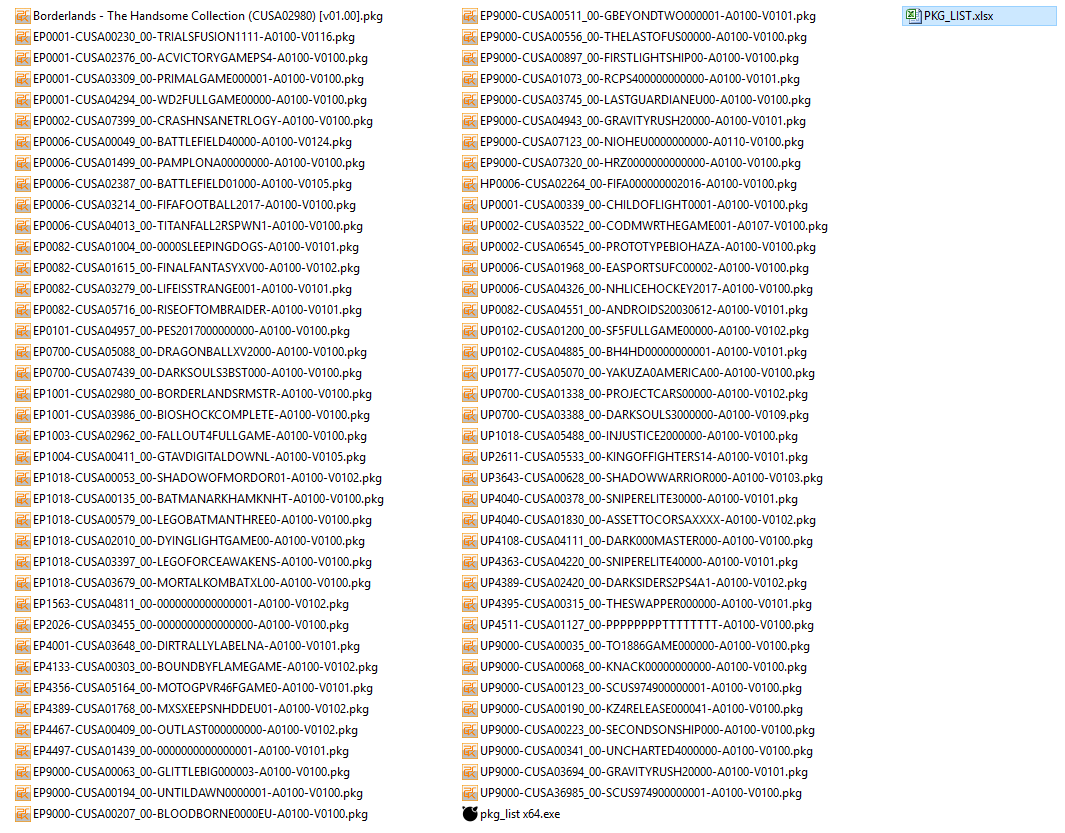 Borderlands - The Handsome Collection (CUSA02980) [v01.00].pkg
EP0001-CUSA00230_00-TRIALSFUSION1111-A0100-V0116.pkg
EP0001-CUSA02376_00-ACVICTORYGAMEPS4-A0100-V0100.pkg
EP0001-CUSA03309_00-PRIMALGAME000001-A0100-V0100.pkg
EP0001-CUSA04294_00-WD2FULLGAME00000-A0100-V0100.pkg
EP0002-CUSA07399_00-CRASHNSANETRLOGY-A0100-V0100.pkg
EP0006-CUSA00049_00-BATTLEFIELD40000-A0100-V0124.pkg
EP0006-CUSA01499_00-PAMPLONA00000000-A0100-V0100.pkg
EP0006-CUSA02387_00-BATTLEFIELD01000-A0100-V0105.pkg
EP0006-CUSA03214_00-FIFAFOOTBALL2017-A0100-V0100.pkg
EP0006-CUSA04013_00-TITANFALL2RSPWN1-A0100-V0100.pkg
EP0082-CUSA01004_00-0000SLEEPINGDOGS-A0100-V0101.pkg
EP0082-CUSA01615_00-FINALFANTASYXV00-A0100-V0102.pkg
EP0082-CUSA03279_00-LIFEISSTRANGE001-A0100-V0101.pkg
EP0082-CUSA05716_00-RISEOFTOMBRAIDER-A0100-V0101.pkg
EP0101-CUSA04957_00-PES2017000000000-A0100-V0100.pkg
EP0700-CUSA05088_00-DRAGONBALLXV2000-A0100-V0100.pkg
EP0700-CUSA07439_00-DARKSOULS3BST000-A0100-V0100.pkg
EP1001-CUSA02980_00-BORDERLANDSRMSTR-A0100-V0100.pkg
EP1001-CUSA03986_00-BIOSHOCKCOMPLETE-A0100-V0100.pkg
EP1003-CUSA02962_00-FALLOUT4FULLGAME-A0100-V0100.pkg
EP1004-CUSA00411_00-GTAVDIGITALDOWNL-A0100-V0105.pkg
EP1018-CUSA00053_00-SHADOWOFMORDOR01-A0100-V0102.pkg
EP1018-CUSA00135_00-BATMANARKHAMKNHT-A0100-V0100.pkg
EP1018-CUSA00579_00-LEGOBATMANTHREE0-A0100-V0100.pkg
EP1018-CUSA02010_00-DYINGLIGHTGAME00-A0100-V0100.pkg
EP1018-CUSA03397_00-LEGOFORCEAWAKENS-A0100-V0100.pkg
EP1018-CUSA03679_00-MORTALKOMBATXL00-A0100-V0100.pkg
EP1563-CUSA04811_00-0000000000000001-A0100-V0102.pkg
EP2026-CUSA03455_00-0000000000000000-A0100-V0100.pkg
EP4001-CUSA03648_00-DIRTRALLYLABELNA-A0100-V0101.pkg
EP4133-CUSA00303_00-BOUNDBYFLAMEGAME-A0100-V0102.pkg
EP4356-CUSA05164_00-MOTOGPVR46FGAME0-A0100-V0101.pkg
EP4389-CUSA01768_00-MXSXEEPSNHDDEU01-A0100-V0102.pkg
EP4467-CUSA00409_00-OUTLAST000000000-A0100-V0102.pkg
EP4497-CUSA01439_00-0000000000000001-A0100-V0101.pkg
EP9000-CUSA00063_00-GLITTLEBIG000003-A0100-V0100.pkg
EP9000-CUSA00194_00-UNTILDAWN0000001-A0100-V0100.pkg
EP9000-CUSA00207_00-BLOODBORNE0000EU-A0100-V0100.pkg
EP9000-CUSA00511_00-GBEYONDTWO000001-A0100-V0101.pkg
EP9000-CUSA00556_00-THELASTOFUS00000-A0100-V0100.pkg
EP9000-CUSA00897_00-FIRSTLIGHTSHIP00-A0100-V0100.pkg
EP9000-CUSA01073_00-RCPS400000000000-A0100-V0101.pkg
EP9000-CUSA03745_00-LASTGUARDIANEU00-A0100-V0100.pkg
EP9000-CUSA04943_00-GRAVITYRUSH20000-A0100-V0101.pkg
EP9000-CUSA07123_00-NIOHEU0000000000-A0110-V0100.pkg
EP9000-CUSA07320_00-HRZ0000000000000-A0100-V0100.pkg
HP0006-CUSA02264_00-FIFA000000002016-A0100-V0100.pkg
UP0001-CUSA00339_00-CHILDOFLIGHT0001-A0100-V0100.pkg
UP0002-CUSA03522_00-CODMWRTHEGAME001-A0107-V0100.pkg
UP0002-CUSA06545_00-PROTOTYPEBIOHAZA-A0100-V0100.pkg
UP0006-CUSA01968_00-EASPORTSUFC00002-A0100-V0100.pkg
UP0006-CUSA04326_00-NHLICEHOCKEY2017-A0100-V0100.pkg
UP0082-CUSA04551_00-ANDROIDS20030612-A0100-V0101.pkg
UP0102-CUSA01200_00-SF5FULLGAME00000-A0100-V0102.pkg
UP0102-CUSA04885_00-BH4HD00000000001-A0100-V0101.pkg
UP0177-CUSA05070_00-YAKUZA0AMERICA00-A0100-V0100.pkg
UP0700-CUSA01338_00-PROJECTCARS00000-A0100-V0102.pkg
UP0700-CUSA03388_00-DARKSOULS3000000-A0100-V0109.pkg
UP1018-CUSA05488_00-INJUSTICE2000000-A0100-V0100.pkg
UP2611-CUSA05533_00-KINGOFFIGHTERS14-A0100-V0101.pkg
UP3643-CUSA00628_00-SHADOWWARRIOR000-A0100-V0103.pkg
UP4040-CUSA00378_00-SNIPERELITE30000-A0100-V0101.pkg
UP4040-CUSA01830_00-ASSETTOCORSAXXXX-A0100-V0102.pkg
UP4108-CUSA04111_00-DARK000MASTER000-A0100-V0100.pkg
UP4363-CUSA04220_00-SNIPERELITE40000-A0100-V0101.pkg
UP4389-CUSA02420_00-DARKSIDERS2PS4A1-A0100-V0102.pkg
UP4395-CUSA00315_00-THESWAPPER000000-A0100-V0101.pkg
UP4511-CUSA01127_00-PPPPPPPPTTTTTTTT-A0100-V0100.pkg
UP9000-CUSA00035_00-TO1886GAME000000-A0100-V0100.pkg
UP9000-CUSA00068_00-KNACK00000000000-A0100-V0100.pkg
UP9000-CUSA00123_00-SCUS974900000001-A0100-V0100.pkg
UP9000-CUSA00190_00-KZ4RELEASE000041-A0100-V0100.pkg
UP9000-CUSA00223_00-SECONDSONSHIP000-A0100-V0100.pkg
UP9000-CUSA00341_00-UNCHARTED4000000-A0100-V0100.pkg
UP9000-CUSA03694_00-GRAVITYRUSH20000-A0100-V0101.pkg
UP9000-CUSA36985_00-SCUS974900000001-A0100-V0100.pkg
pkg_list x64.exe
PKG_LIST.xlsx